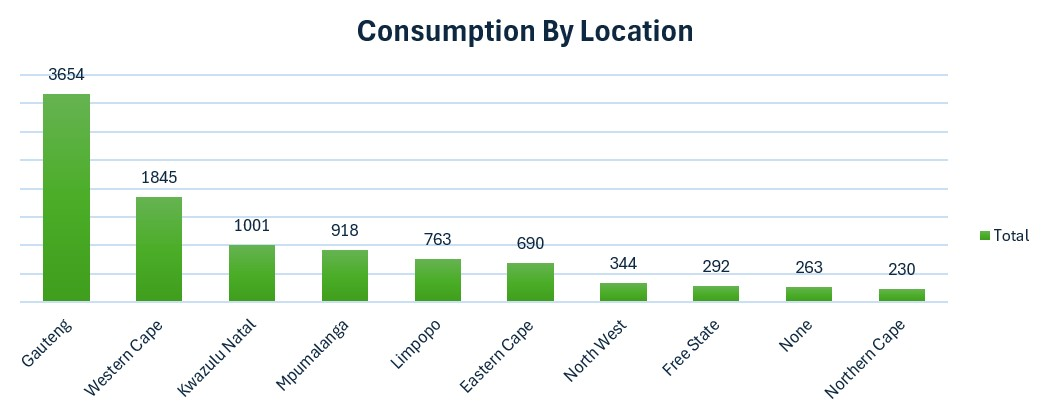 Consumption By Location
3654
1845
1001
918
763
690
344
292
263
230
Total
Gauteng
Western Cape
Kwazulu Natal
Mpumalanga
Limpopo
Eastern Cape
North West
Free State
None
Northern Cape